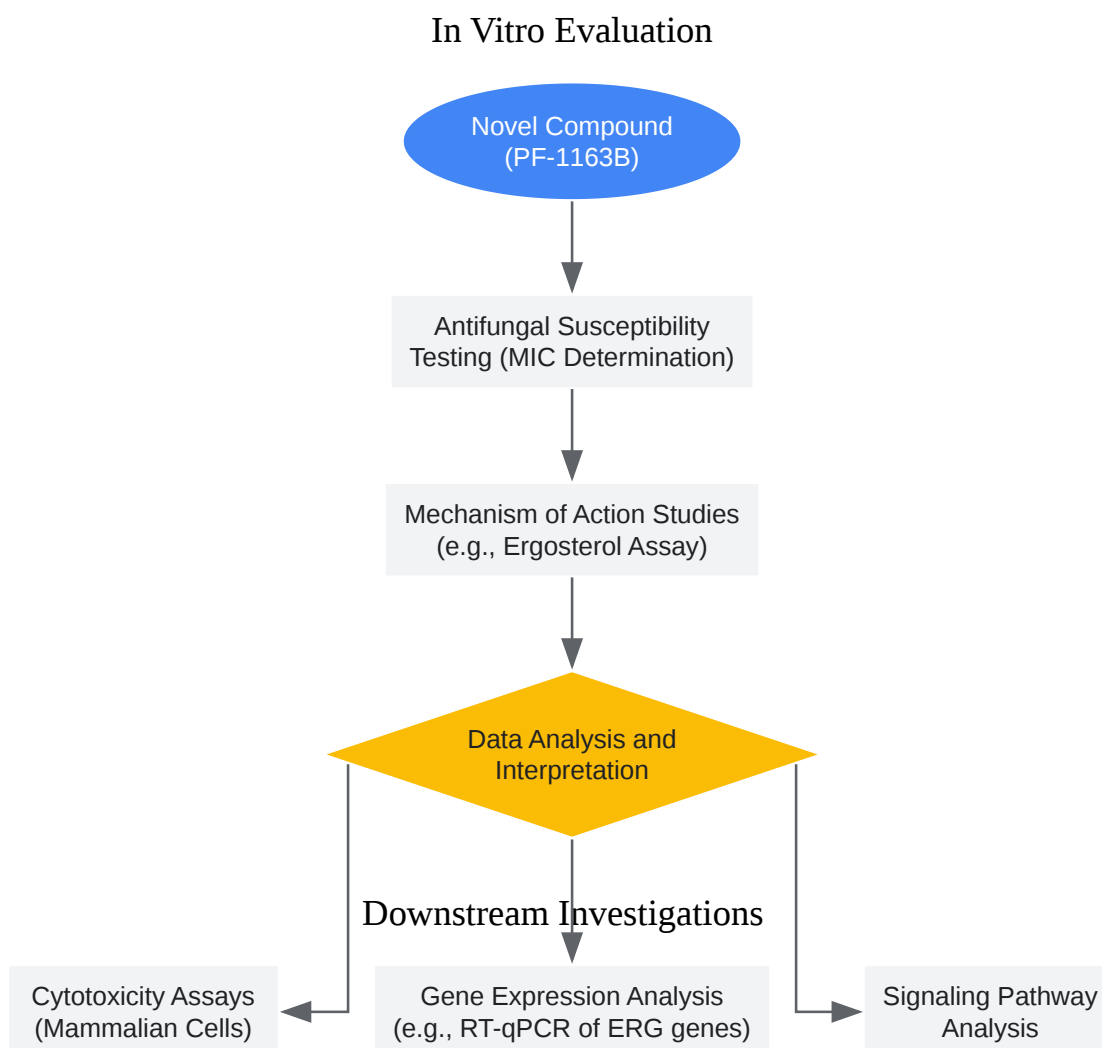 In Vitro Evaluation
Novel Compound
(PF-1163B)
Antifungal Susceptibility
Testing (MIC Determination)
Mechanism of Action Studies
(e.g., Ergosterol Assay)
Data Analysis and
Interpretation
Downstream Investigations
Cytotoxicity Assays
(Mammalian Cells)
Gene Expression Analysis
(e.g., RT-qPCR of ERG genes)
Signaling Pathway
Analysis